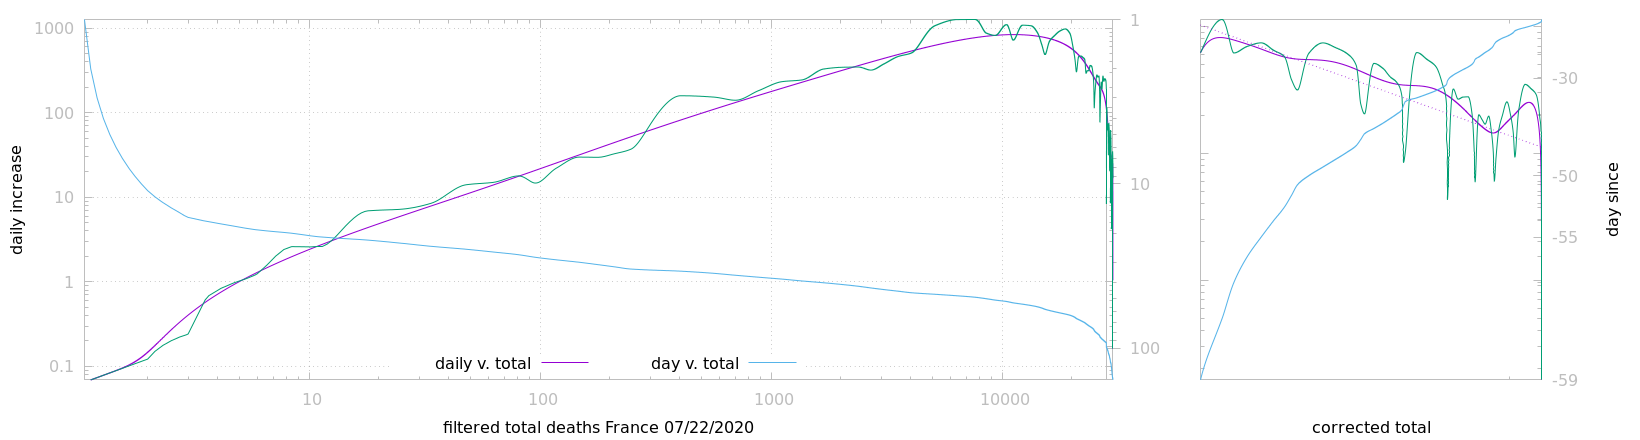 1000
100
10
1
0.1
daily increase
daily v. total
day v. total
10
100
1000
10000
filtered total deaths France 07/22/2020
1
10
100
-30
-50
-55
-59
day since
corrected total